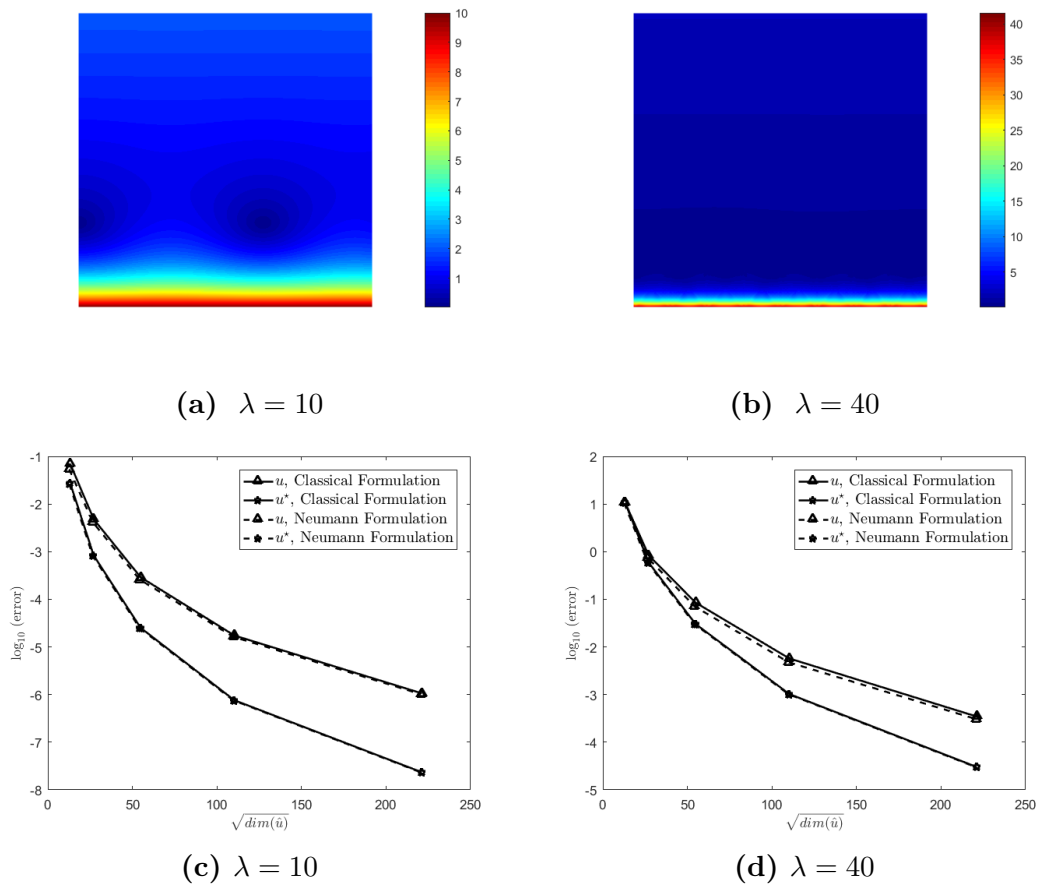 10
9
8
7
6
5
4
3
2
1
40
35
30
25
20
15
10
5
(a) λ = 10
(b) λ = 40
-1
-2
-3
-4
-5
-6
-7
-8
log₁₀ (error)
0 50 100 150 200 250
√dim(û)
u, Classical Formulation
u⋆, Classical Formulation
u, Neumann Formulation
u⋆, Neumann Formulation
(c) λ = 10
2
1
0
-1
-2
-3
-4
-5
log₁₀ (error)
0 50 100 150 200 250
√dim(û)
u, Classical Formulation
u⋆, Classical Formulation
u, Neumann Formulation
u⋆, Neumann Formulation
(d) λ = 40